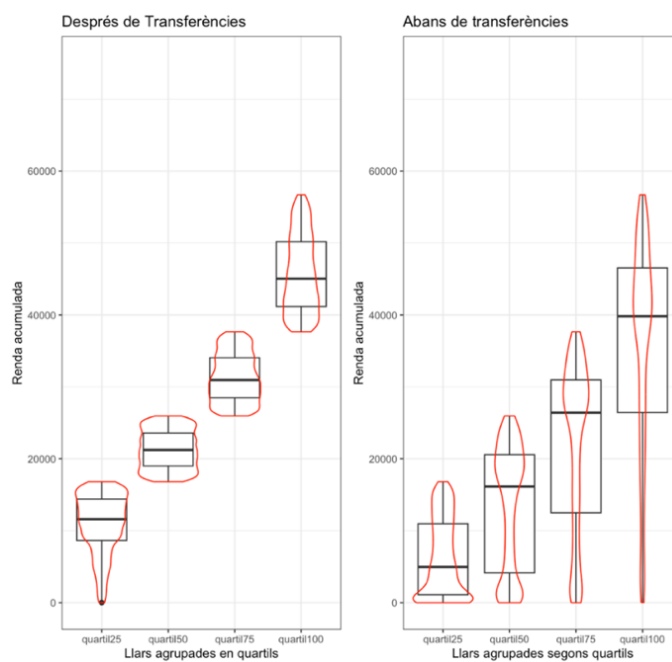 Després de Transferències
Renda acumulada
60000
40000
20000
0
quartil25 quartil50 quartil75 quartil100
Llars agrupades en quartils
Abans de transferències
Renda acumulada
60000
40000
20000
0
quartil25 quartil50 quartil75 quartil100
Llars agrupades segons quartils